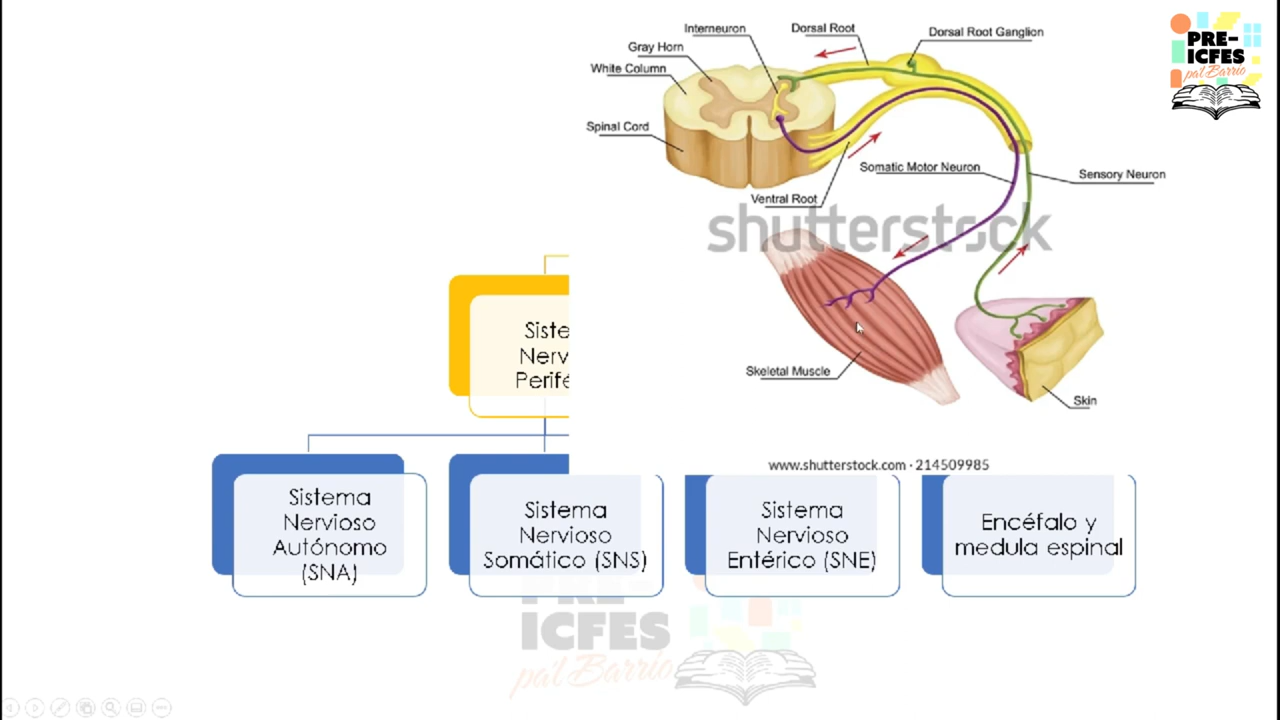 Interneuron
Dorsal Root
Dorsal Root Ganglion
Gray Horn
White Column
Spinal Cord
Somatic Motor Neuron
Sensory Neuron
Ventral Root
shutterstock
Skeletal Muscle
Skin
www.shutterstock.com · 214509985
PRE-
ICFES
pa'l Barrio
Siste
Nerv
Perifé
Sistema
Nervioso
Autónomo
(SNA)
Sistema
Nervioso
Somático (SNS)
Sistema
Nervioso
Entérico (SNE)
Encéfalo y
medula espinal
PRE-
ICFES
pa'l Barrio